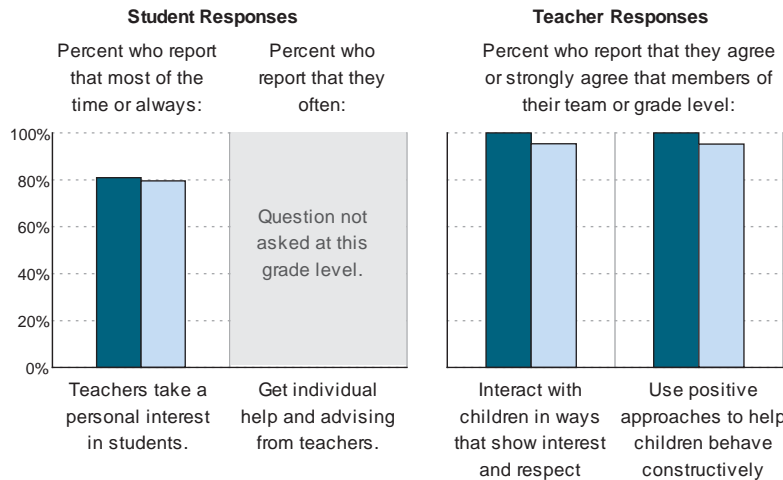 Student Responses
Percent who report
that most of the
time or always:
Percent who
report that they
often:
100%
80%
60%
40%
20%
0%
Question not
asked at this
grade level.
Teachers take a
personal interest
in students.
Get individual
help and advising
from teachers.
Teacher Responses
Percent who report that they agree
or strongly agree that members of
their team or grade level:
Interact with
children in ways
that show interest
and respect
Use positive
approaches to help
children behave
constructively